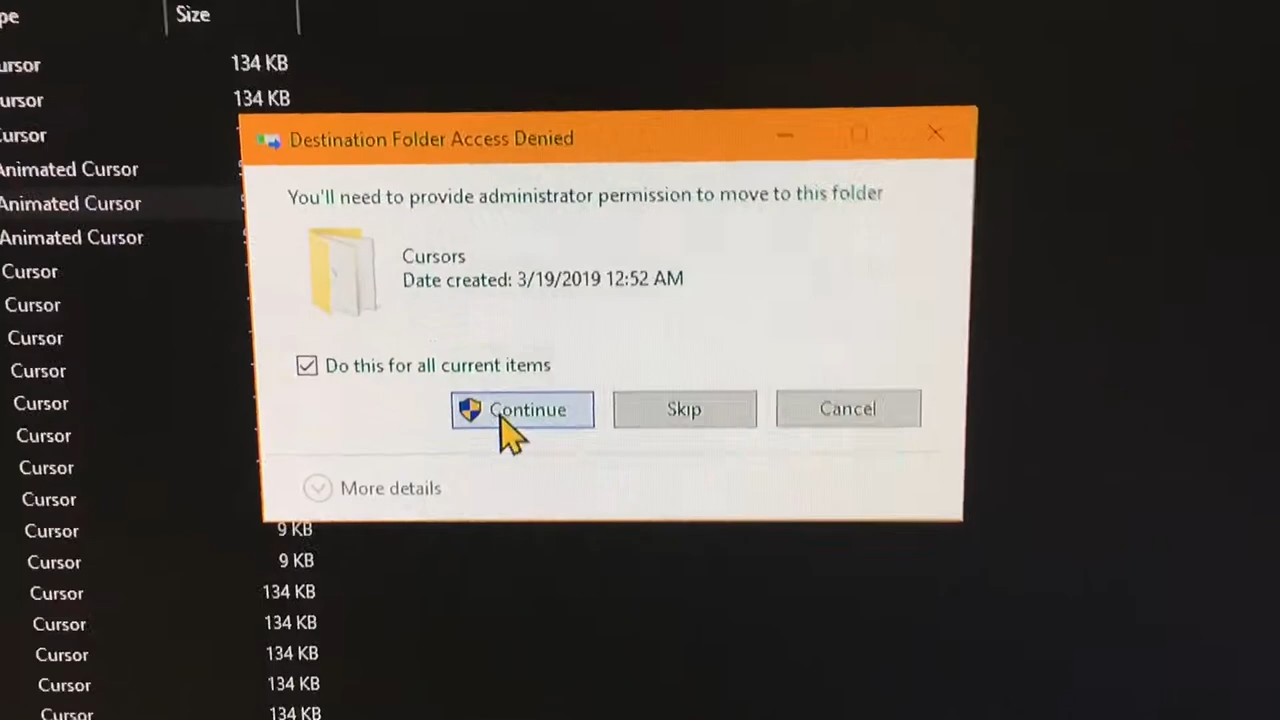 Size
134 KB
134 KB
Destination Folder Access Denied
Animated Cursor
You'll need to provide administrator permission to move to this folder
Animated Cursor
Animated Cursor
Cursors
Cursor
Date created: 3/19/2019 12:52 AM
Cursor
Cursor
Do this for all current items
Cursor
Cursor
Continue Skip Cancel
Cursor
Cursor
More details
Cursor
Cursor 9 KB
Cursor 9 KB
Cursor 134 KB
Cursor 134 KB
Cursor 134 KB
Cursor 134 KB
Cursor 134 KB